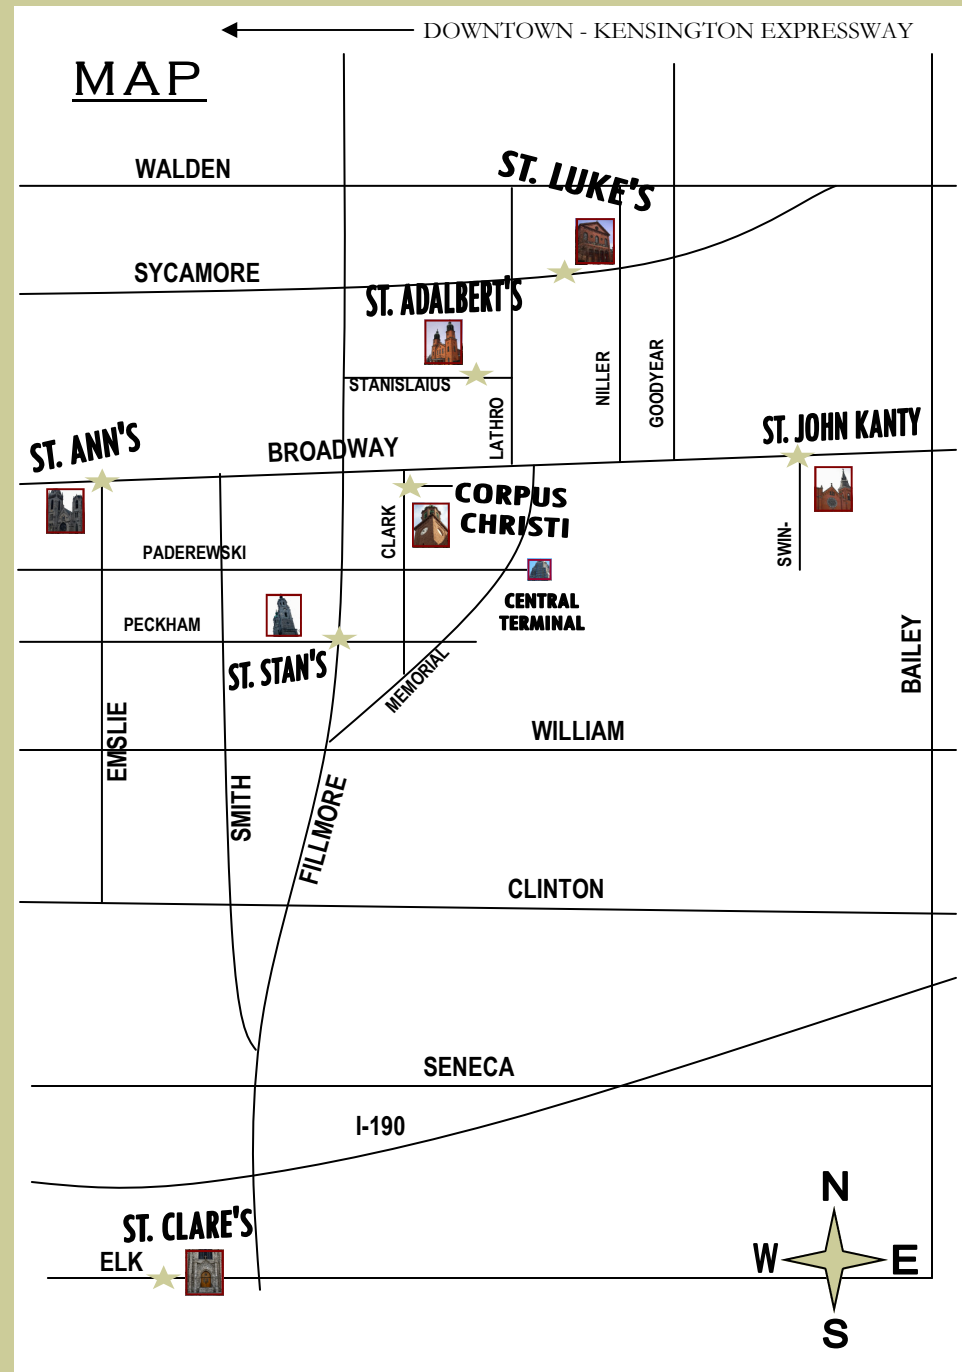 DOWNTOWN - KENSINGTON EXPRESSWAY
MAP
WALDEN
ST. LUKE'S
SYCAMORE
ST. ADALBERT'S
STANISLAIUS
LATHRO
NILLER
GOODYEAR
ST. ANN'S
BROADWAY
ST. JOHN KANTY
CORPUS
CHRISTI
CLARK
SWIN-
PADEREWSKI
CENTRAL
TERMINAL
PECKHAM
ST. STAN'S
MEMORIAL
BAILEY
EMSLIE
WILLIAM
SMITH
FILLMORE
CLINTON
SENECA
I-190
ST. CLARE'S
ELK
N
W
E
S